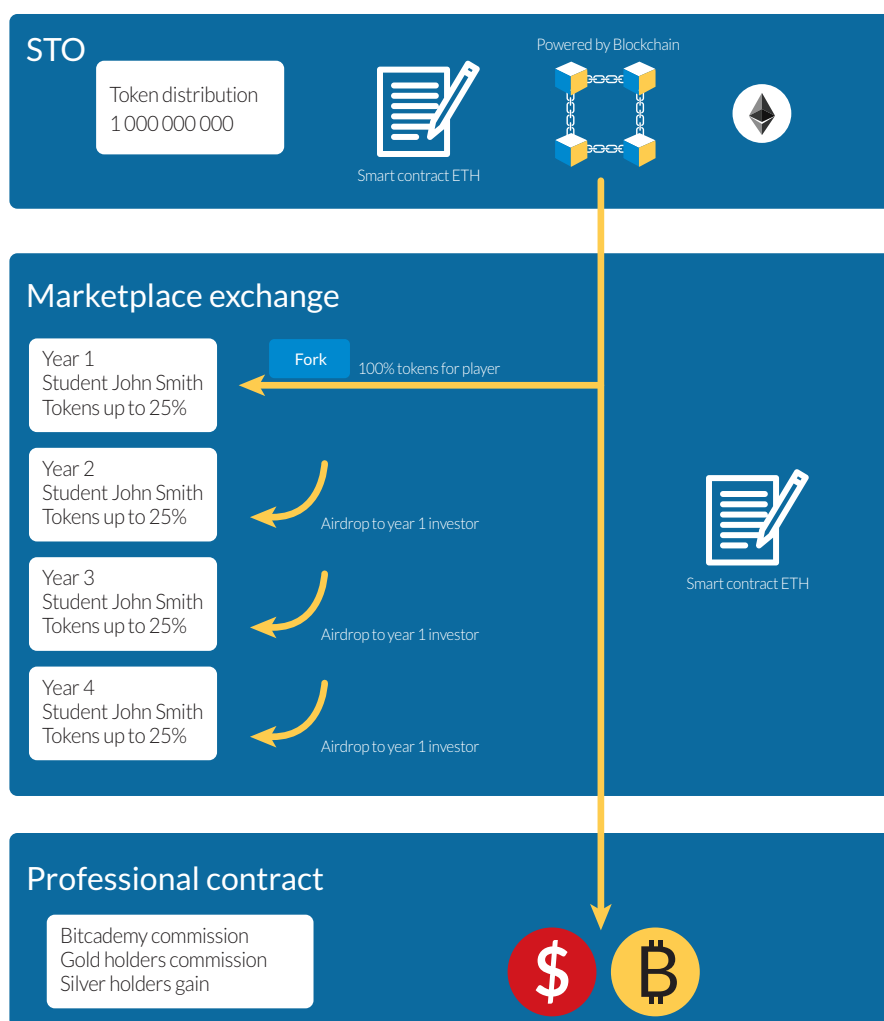 STO
Token distribution
1 000 000 000
Smart contract ETH
Powered by Blockchain
Marketplace exchange
Year 1
Student John Smith
Tokens up to 25%
Fork
100% tokens for player
Year 2
Student John Smith
Tokens up to 25%
Airdrop to year 1 investor
Year 3
Student John Smith
Tokens up to 25%
Airdrop to year 1 investor
Year 4
Student John Smith
Tokens up to 25%
Airdrop to year 1 investor
Smart contract ETH
Professional contract
Bitcademy commission
Gold holders commission
Silver holders gain
$
₿